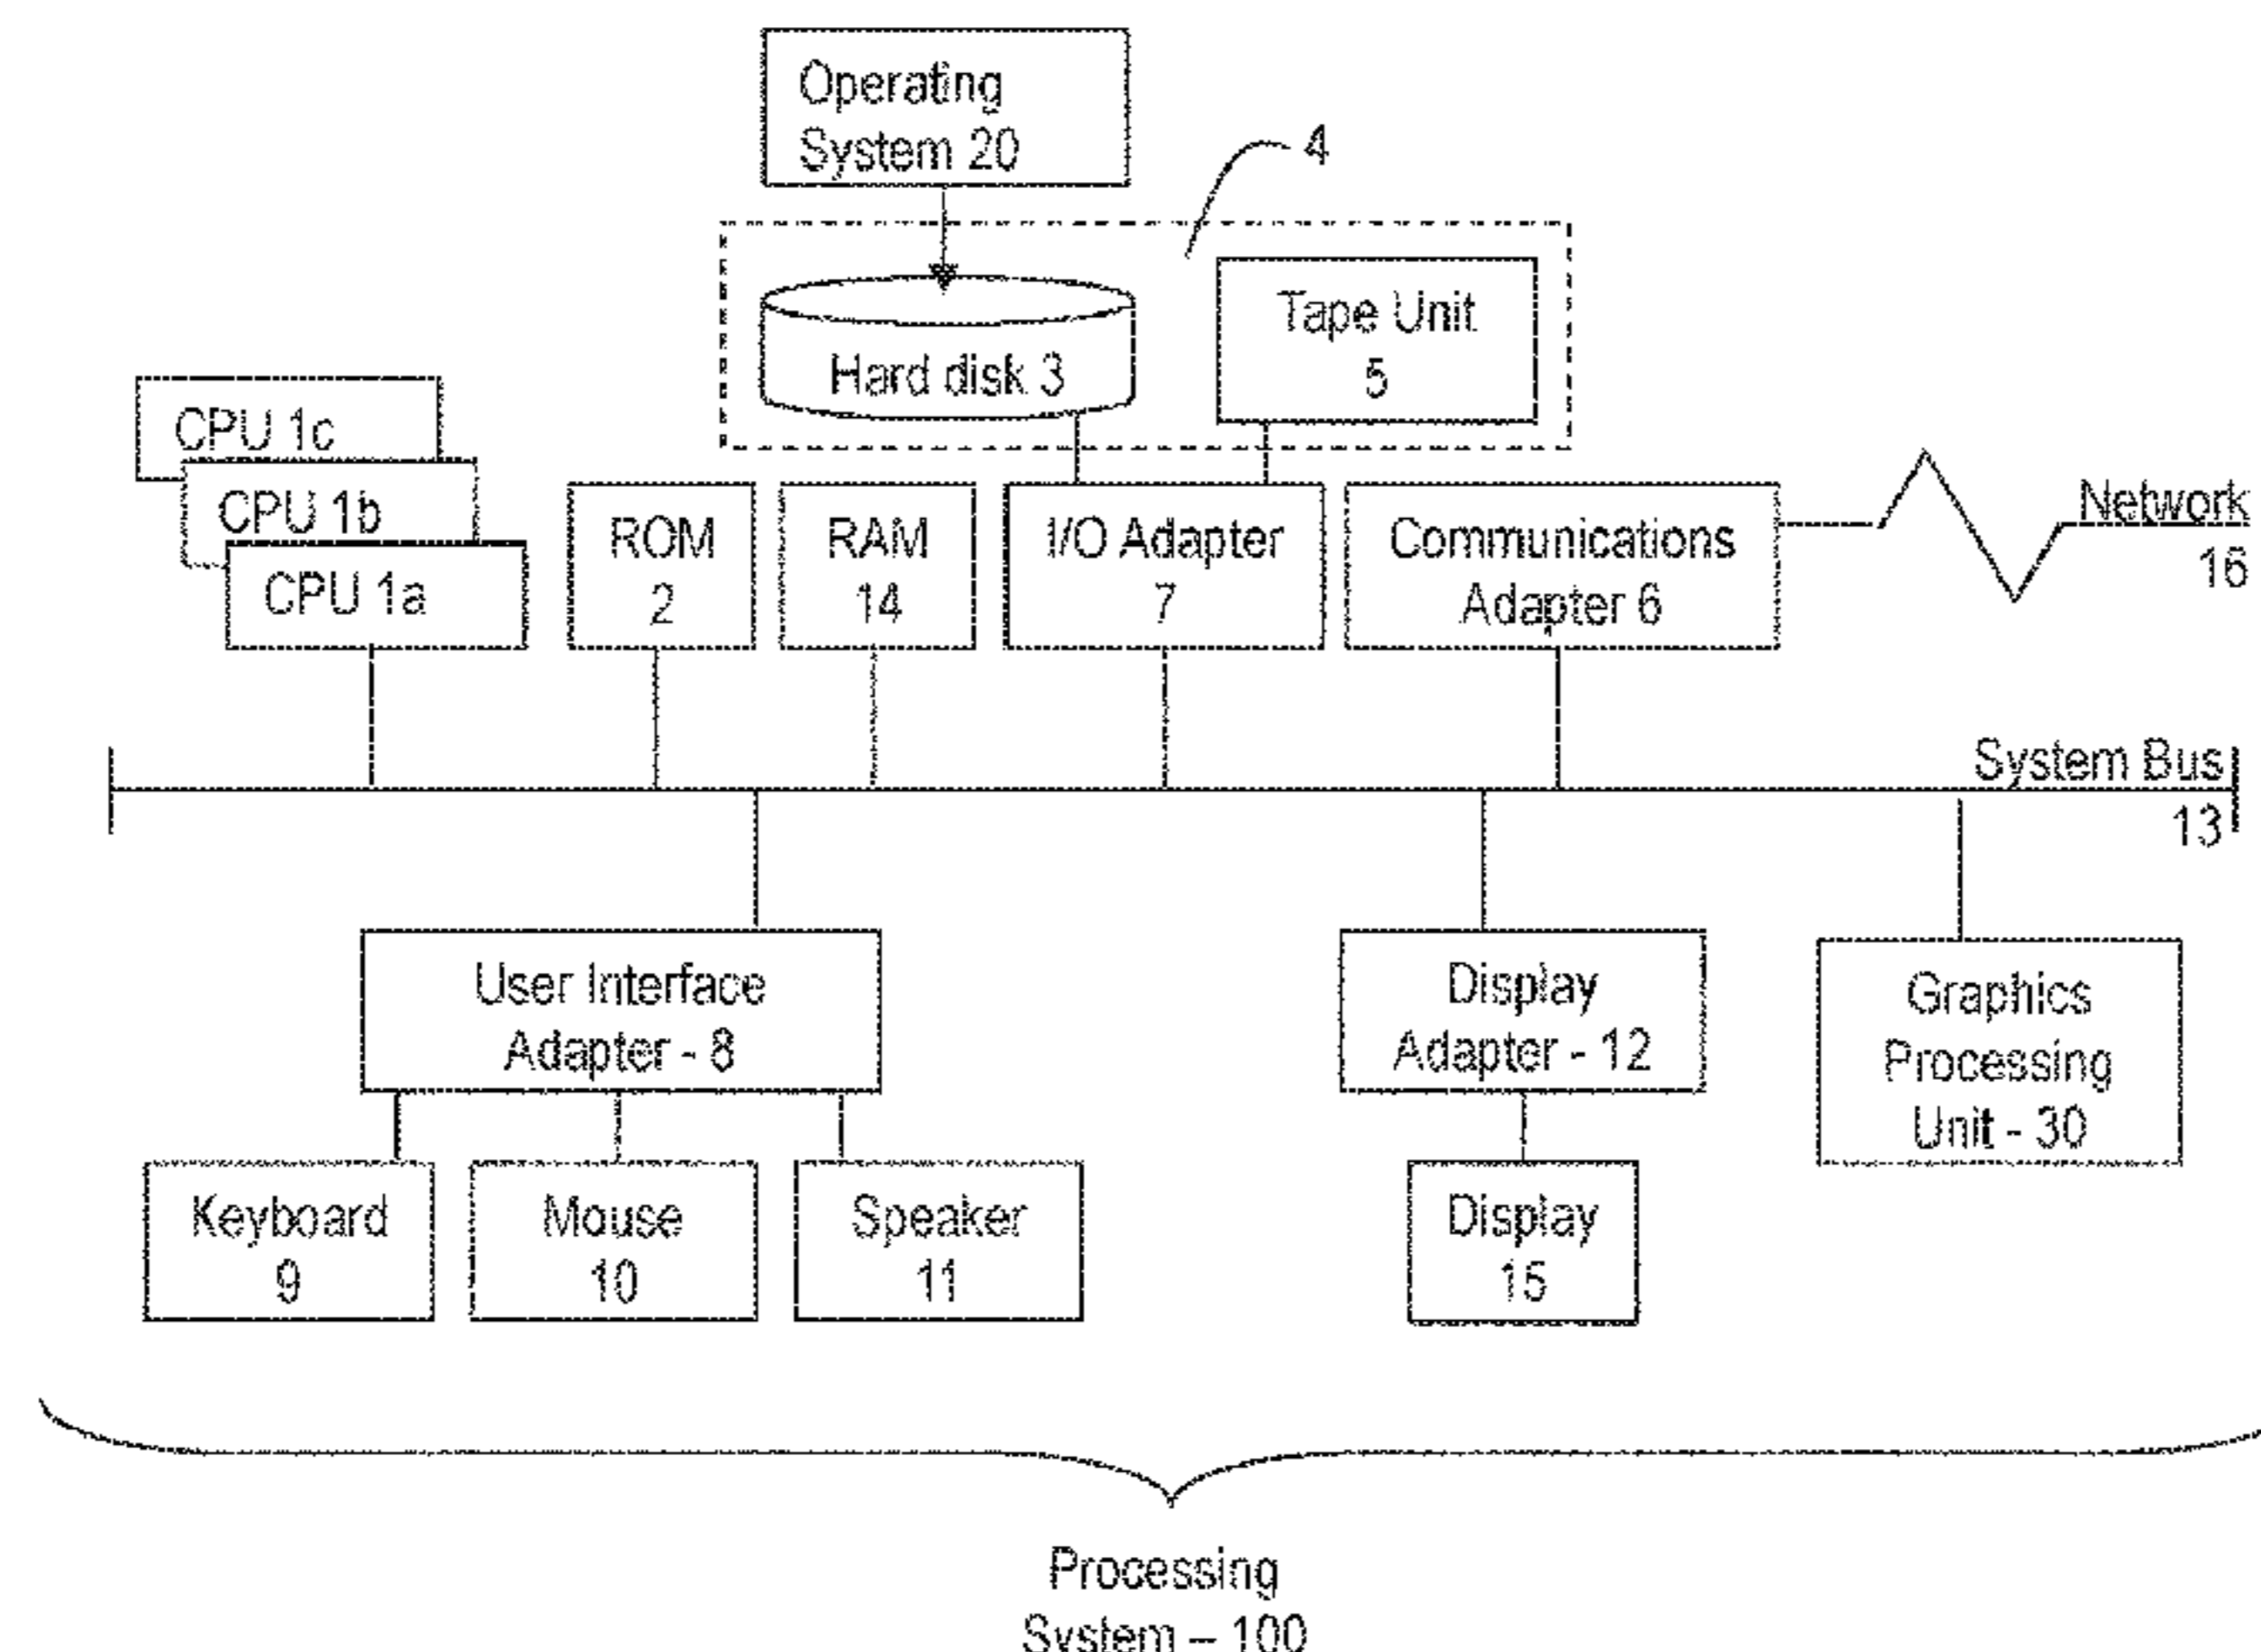 Operating
System 20
4
Hard disk 3
Tape Unit
5
CPU 1c
CPU 1b
CPU 1a
ROM
2
RAM
14
I/O Adapter
7
Communications
Adapter 6
Network
16
System Bus
13
User Interface
Adapter - 8
Display
Adapter - 12
Graphics
Processing
Unit - 30
Keyboard
9
Mouse
10
Speaker
11
Display
15
Processing
System – 100